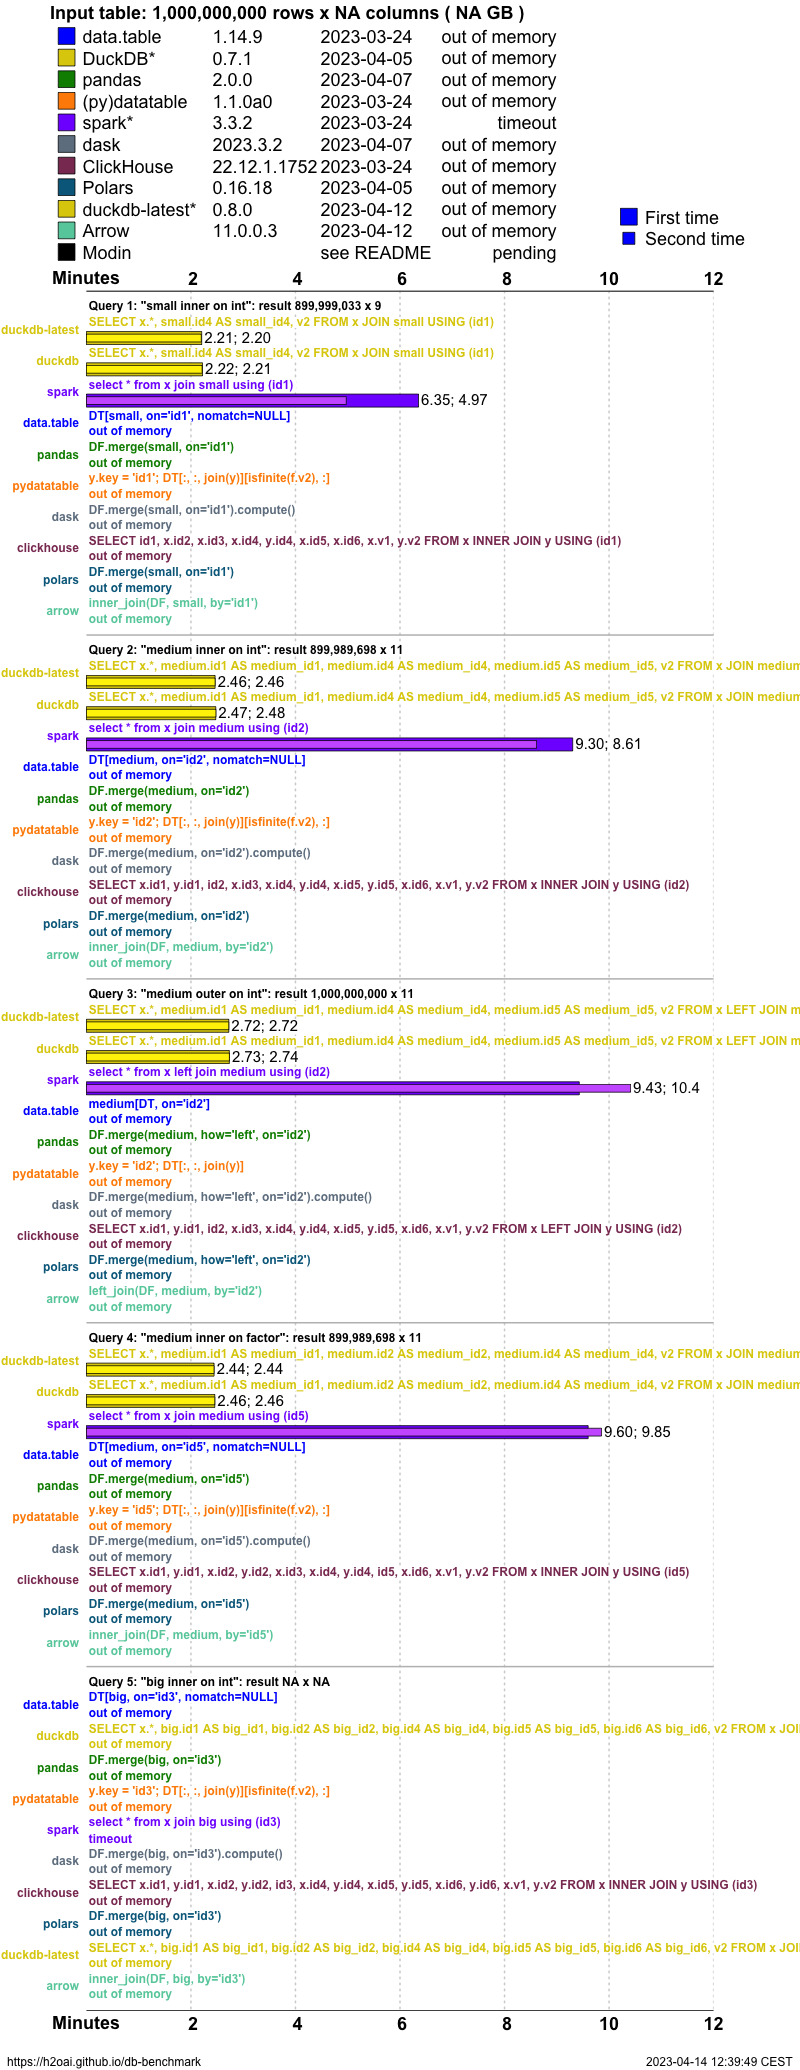 Input table: 1,000,000,000 rows x NA columns ( NA GB )
data.table 1.14.9 2023-03-24 out of memory
DuckDB* 0.7.1 2023-04-05 out of memory
pandas 2.0.0 2023-04-07 out of memory
(py)datatable 1.1.0a0 2023-03-24 out of memory
spark* 3.3.2 2023-03-24 timeout
dask 2023.3.2 2023-04-07 out of memory
ClickHouse 22.12.1.1752 2023-03-24 out of memory
Polars 0.16.18 2023-04-05 out of memory
duckdb-latest* 0.8.0 2023-04-12 out of memory
Arrow 11.0.0.3 2023-04-12 out of memory
Modin see README pending
First time
Second time
Minutes 2 4 6 8 10 12
Query 1: "small inner on int": result 899,999,033 x 9
SELECT x.*, small.id4 AS small_id4, v2 FROM x JOIN small USING (id1)
duckdb-latest 2.21; 2.20
SELECT x.*, small.id4 AS small_id4, v2 FROM x JOIN small USING (id1)
duckdb 2.22; 2.21
select * from x join small using (id1)
spark 6.35; 4.97
DT[small, on='id1', nomatch=NULL]
data.table out of memory
DF.merge(small, on='id1')
pandas out of memory
y.key = 'id1'; DT[:, :, join(y)][isfinite(f.v2), :]
pydatatable out of memory
DF.merge(small, on='id1').compute()
dask out of memory
SELECT id1, x.id2, x.id3, x.id4, y.id4, x.id5, x.id6, x.v1, y.v2 FROM x INNER JOIN y USING (id1)
clickhouse out of memory
DF.merge(small, on='id1')
polars out of memory
inner_join(DF, small, by='id1')
arrow out of memory
Query 2: "medium inner on int": result 899,989,698 x 11
SELECT x.*, medium.id1 AS medium_id1, medium.id4 AS medium_id4, medium.id5 AS medium_id5, v2 FROM x JOIN medium
duckdb-latest 2.46; 2.46
SELECT x.*, medium.id1 AS medium_id1, medium.id4 AS medium_id4, medium.id5 AS medium_id5, v2 FROM x JOIN medium
duckdb 2.47; 2.48
select * from x join medium using (id2)
spark 9.30; 8.61
DT[medium, on='id2', nomatch=NULL]
data.table out of memory
DF.merge(medium, on='id2')
pandas out of memory
y.key = 'id2'; DT[:, :, join(y)][isfinite(f.v2), :]
pydatatable out of memory
DF.merge(medium, on='id2').compute()
dask out of memory
SELECT x.id1, y.id1, id2, x.id3, x.id4, y.id4, x.id5, y.id5, x.id6, x.v1, y.v2 FROM x INNER JOIN y USING (id2)
clickhouse out of memory
DF.merge(medium, on='id2')
polars out of memory
inner_join(DF, medium, by='id2')
arrow out of memory
Query 3: "medium outer on int": result 1,000,000,000 x 11
SELECT x.*, medium.id1 AS medium_id1, medium.id4 AS medium_id4, medium.id5 AS medium_id5, v2 FROM x LEFT JOIN m
duckdb-latest 2.72; 2.72
SELECT x.*, medium.id1 AS medium_id1, medium.id4 AS medium_id4, medium.id5 AS medium_id5, v2 FROM x LEFT JOIN m
duckdb 2.73; 2.74
select * from x left join medium using (id2)
spark 9.43; 10.4
medium[DT, on='id2']
data.table out of memory
DF.merge(medium, how='left', on='id2')
pandas out of memory
y.key = 'id2'; DT[:, :, join(y)]
pydatatable out of memory
DF.merge(medium, how='left', on='id2').compute()
dask out of memory
SELECT x.id1, y.id1, id2, x.id3, x.id4, y.id4, x.id5, y.id5, x.id6, x.v1, y.v2 FROM x LEFT JOIN y USING (id2)
clickhouse out of memory
DF.merge(medium, how='left', on='id2')
polars out of memory
left_join(DF, medium, by='id2')
arrow out of memory
Query 4: "medium inner on factor": result 899,989,698 x 11
SELECT x.*, medium.id1 AS medium_id1, medium.id2 AS medium_id2, medium.id4 AS medium_id4, v2 FROM x JOIN medium
duckdb-latest 2.44; 2.44
SELECT x.*, medium.id1 AS medium_id1, medium.id2 AS medium_id2, medium.id4 AS medium_id4, v2 FROM x JOIN medium
duckdb 2.46; 2.46
select * from x join medium using (id5)
spark 9.60; 9.85
DT[medium, on='id5', nomatch=NULL]
data.table out of memory
DF.merge(medium, on='id5')
pandas out of memory
y.key = 'id5'; DT[:, :, join(y)][isfinite(f.v2), :]
pydatatable out of memory
DF.merge(medium, on='id5').compute()
dask out of memory
SELECT x.id1, y.id1, x.id2, y.id2, x.id3, x.id4, y.id4, id5, x.id6, x.v1, y.v2 FROM x INNER JOIN y USING (id5)
clickhouse out of memory
DF.merge(medium, on='id5')
polars out of memory
inner_join(DF, medium, by='id5')
arrow out of memory
Query 5: "big inner on int": result NA x NA
DT[big, on='id3', nomatch=NULL]
data.table out of memory
SELECT x.*, big.id1 AS big_id1, big.id2 AS big_id2, big.id4 AS big_id4, big.id5 AS big_id5, big.id6 AS big_id6, v2 FROM x JOI
duckdb out of memory
DF.merge(big, on='id3')
pandas out of memory
y.key = 'id3'; DT[:, :, join(y)][isfinite(f.v2), :]
pydatatable out of memory
select * from x join big using (id3)
spark timeout
DF.merge(big, on='id3').compute()
dask out of memory
SELECT x.id1, y.id1, x.id2, y.id2, id3, x.id4, y.id4, x.id5, y.id5, x.id6, y.id6, x.v1, y.v2 FROM x INNER JOIN y USING (id3)
clickhouse out of memory
DF.merge(big, on='id3')
polars out of memory
SELECT x.*, big.id1 AS big_id1, big.id2 AS big_id2, big.id4 AS big_id4, big.id5 AS big_id5, big.id6 AS big_id6, v2 FROM x JOI
duckdb-latest out of memory
inner_join(DF, big, by='id3')
arrow out of memory
Minutes 2 4 6 8 10 12
https://h2oai.github.io/db-benchmark 2023-04-14 12:39:49 CEST